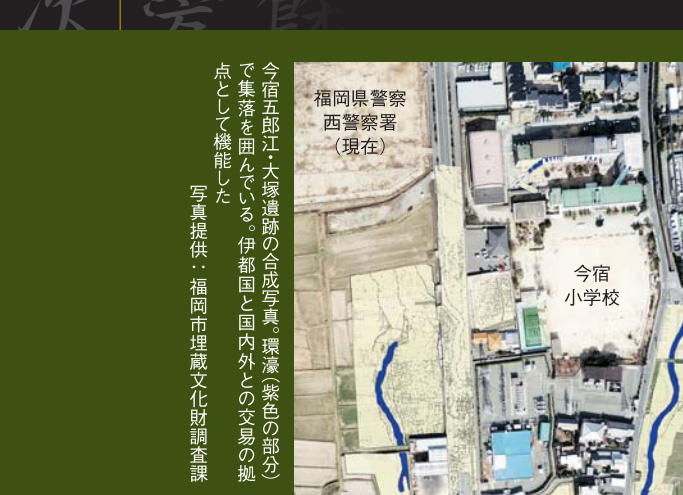 今宿五郎江・大塚遺跡の合成写真。環濠（紫色の部分）
で集落を囲んでいる。伊都国と国内外との交易の拠
点として機能した
写真提供：福岡市埋蔵文化財調査課
福岡県警察
西警察署
（現在）
今宿
小学校